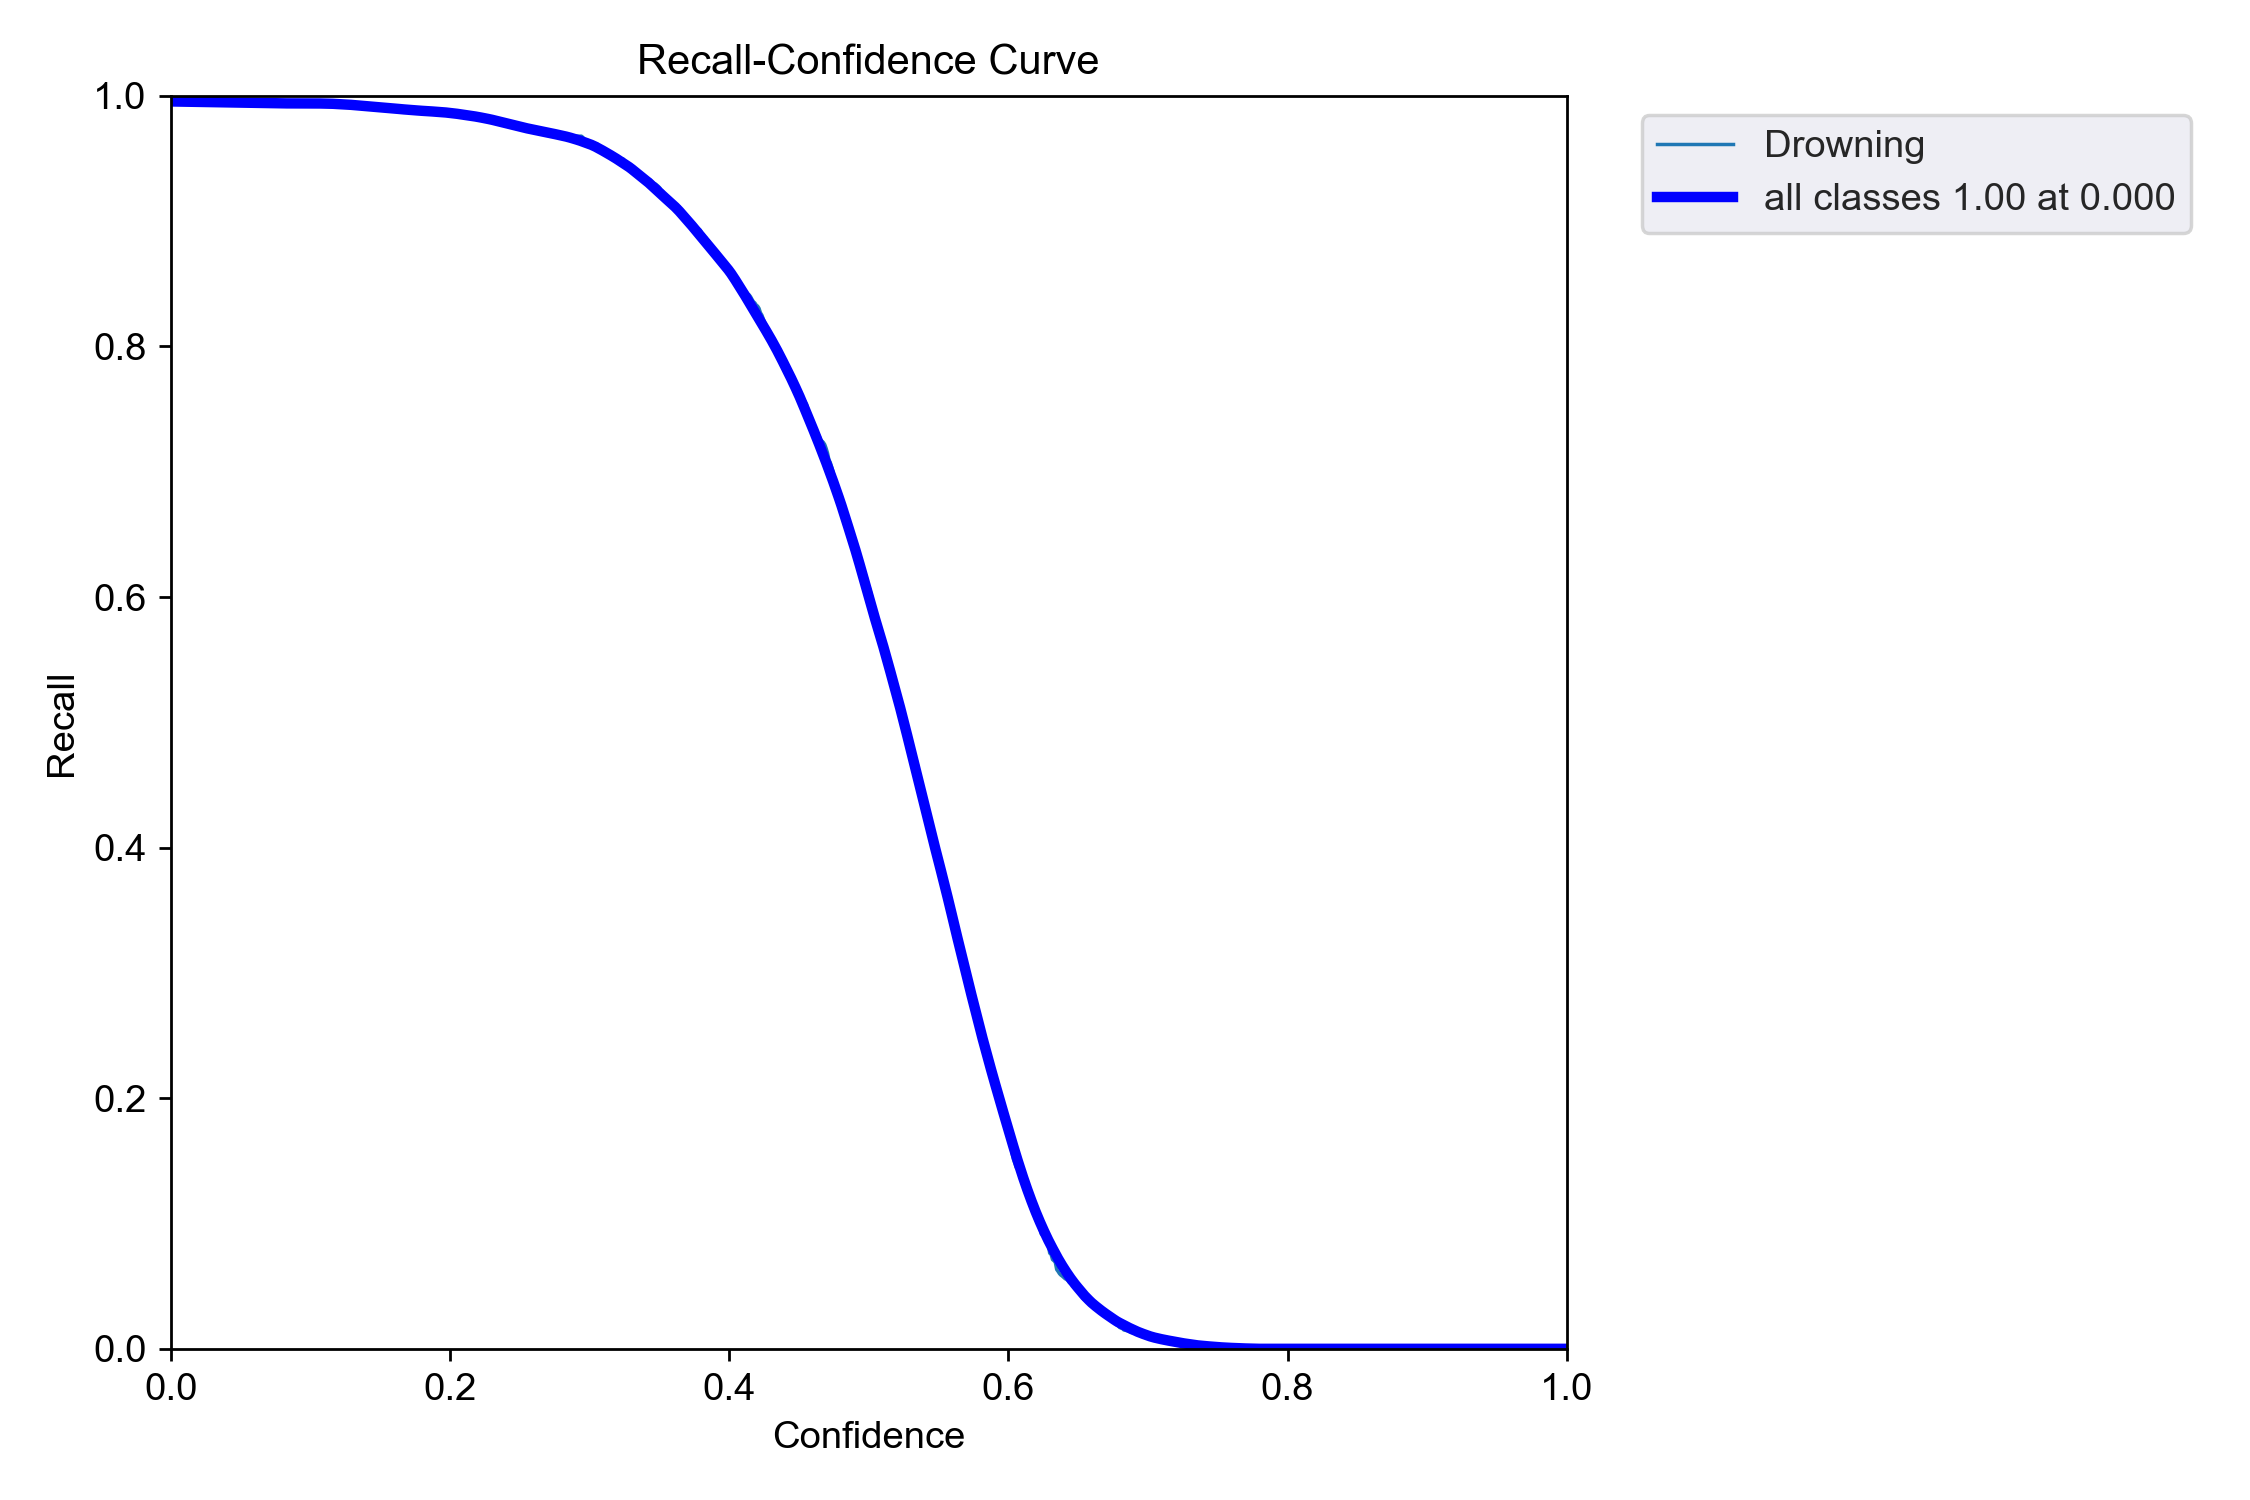 Recall-Confidence Curve
1.0
0.8
0.6
0.4
0.2
0.0
Recall
0.0 0.2 0.4 0.6 0.8 1.0
Confidence
Drowning
all classes 1.00 at 0.000